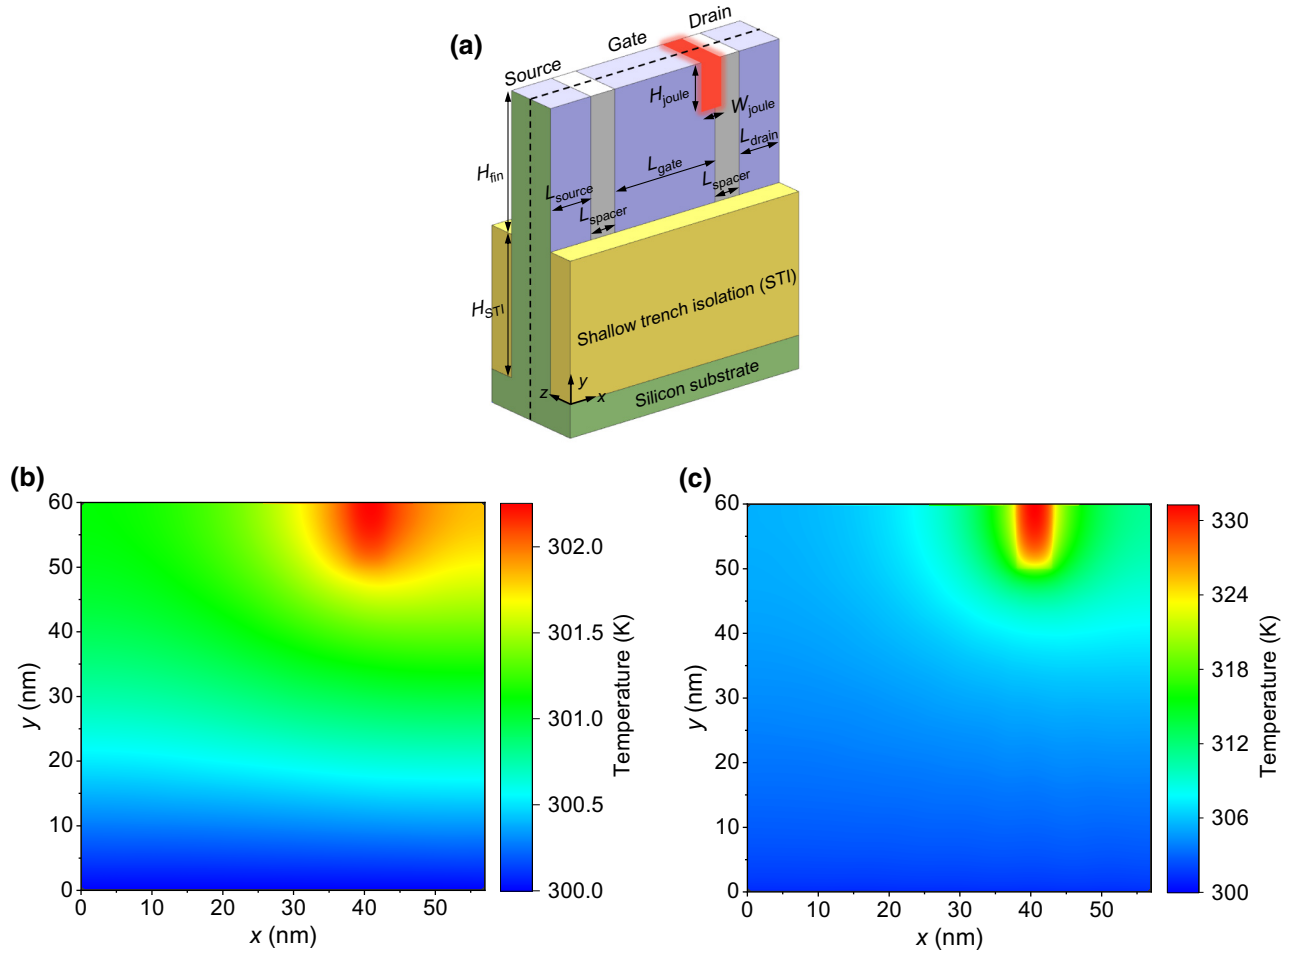 (a)
Drain
Gate
Source
H_joule
W_joule
L_drain
L_gate
H_fin
L_source
L_spacer
L_spacer
H_STI
Shallow trench isolation (STI)
y
z
x
Silicon substrate
(b)
60
50
40
30
20
10
0
y (nm)
0 10 20 30 40 50
x (nm)
302.0
301.5
301.0
300.5
300.0
Temperature (K)
(c)
60
50
40
30
20
10
0
y (nm)
0 10 20 30 40 50
x (nm)
330
324
318
312
306
300
Temperature (K)